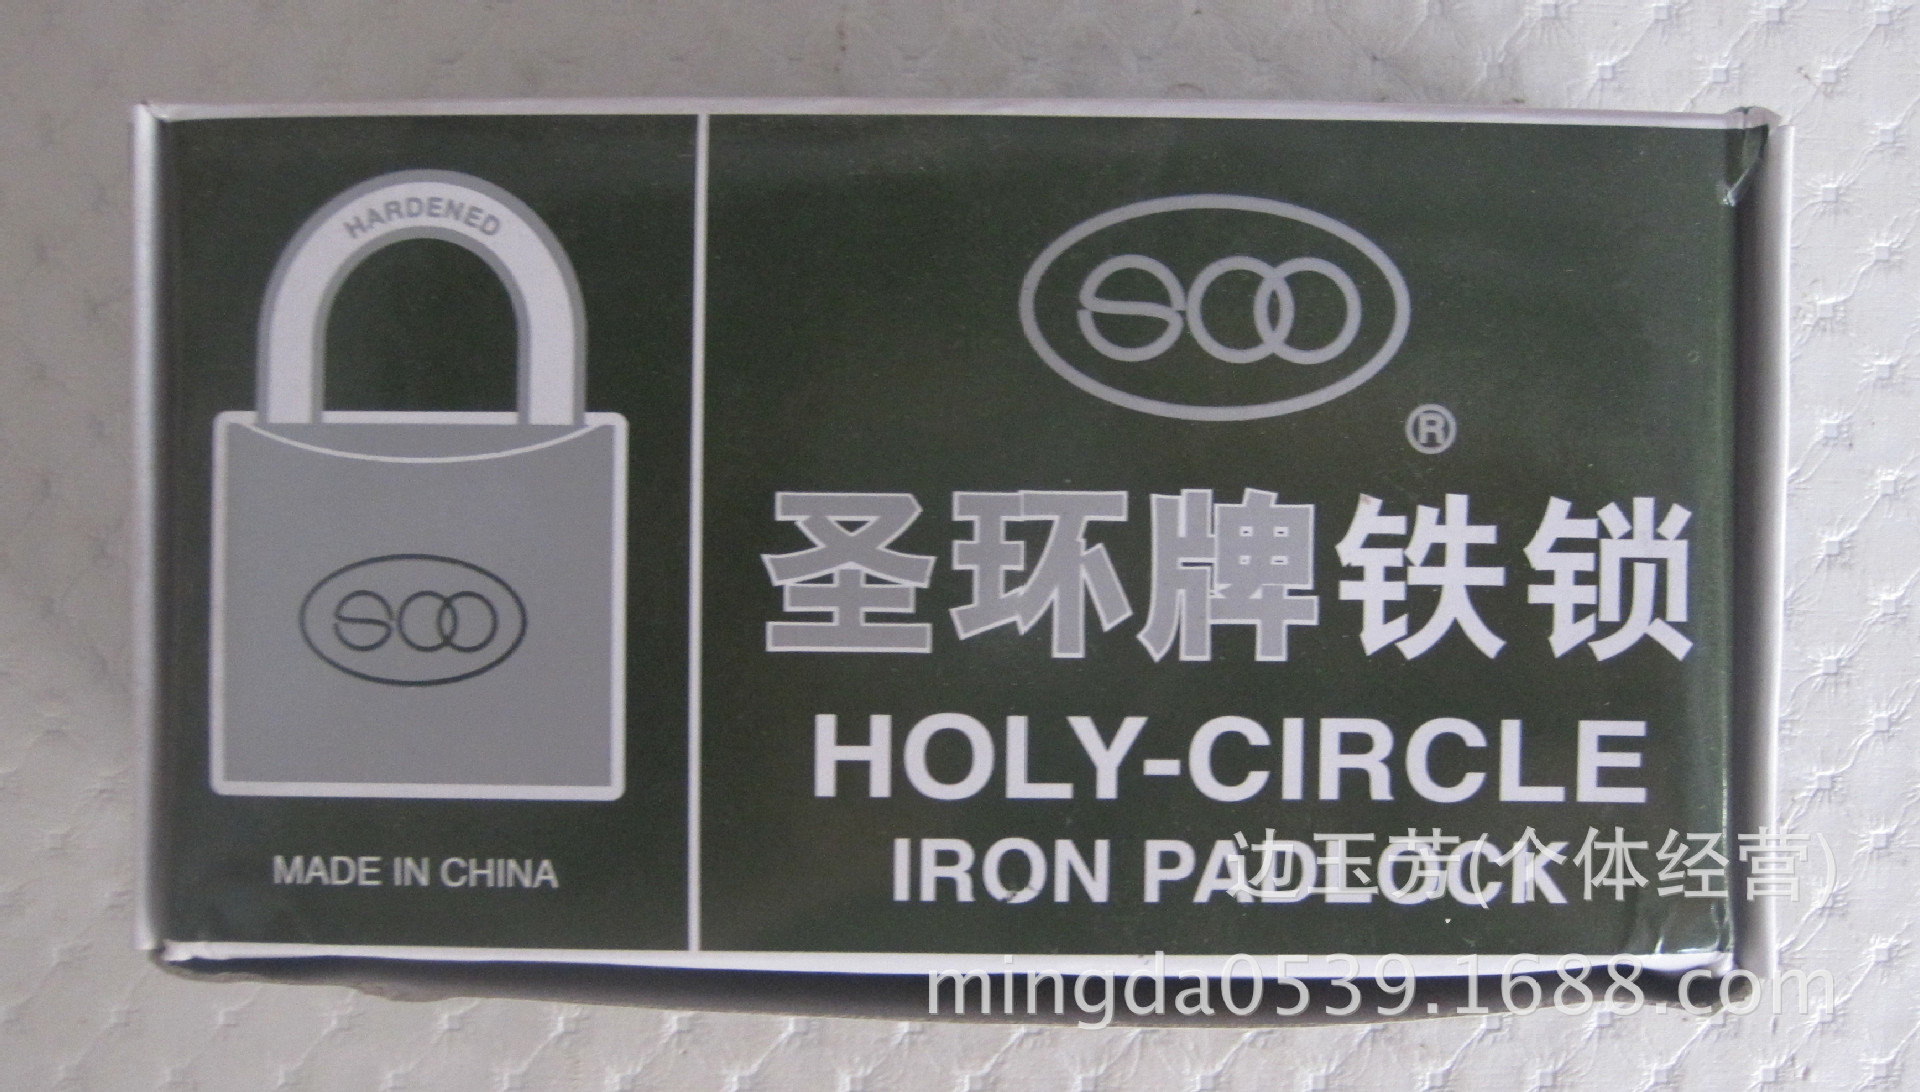 HARDENED
SOO
MADE IN CHINA
SOO
®
圣环牌铁锁
HOLY-CIRCLE
IRON PADLOCK
边玉芳(个体经营)
mingda0539.1688.com